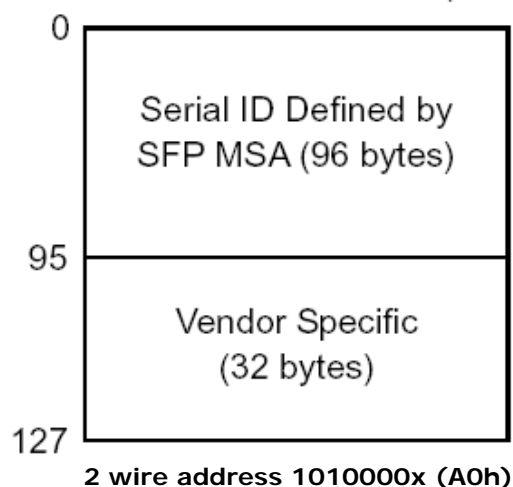 0
Serial ID Defined by
SFP MSA (96 bytes)
95
Vendor Specific
(32 bytes)
127
2 wire address 1010000x (A0h)